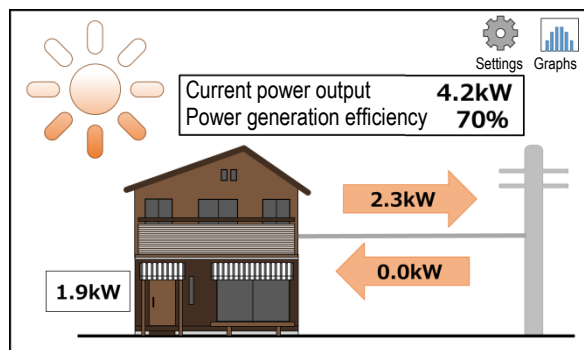 Settings Graphs
Current power output 4.2kW
Power generation efficiency 70%
2.3kW
0.0kW
1.9kW